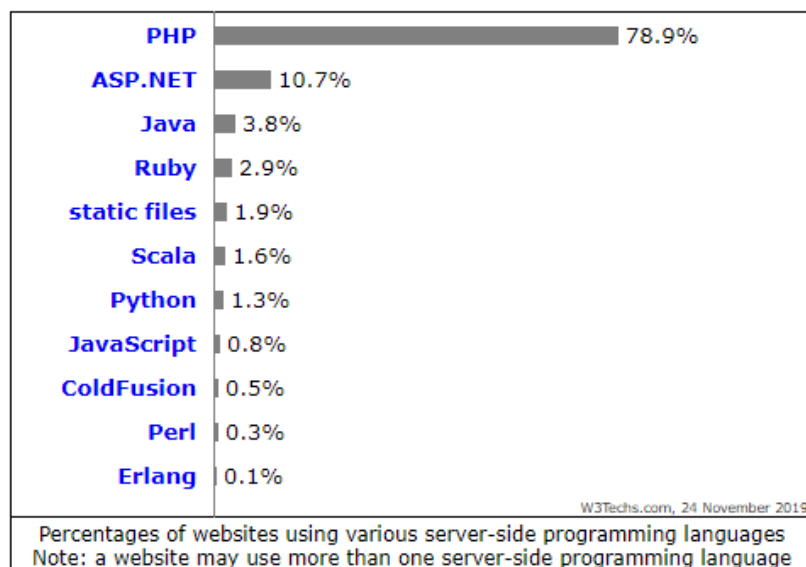 PHP 78.9%
ASP.NET 10.7%
Java 3.8%
Ruby 2.9%
static files 1.9%
Scala 1.6%
Python 1.3%
JavaScript 0.8%
ColdFusion 0.5%
Perl 0.3%
Erlang 0.1%
W3Techs.com, 24 November 2019
Percentages of websites using various server-side programming languages
Note: a website may use more than one server-side programming language